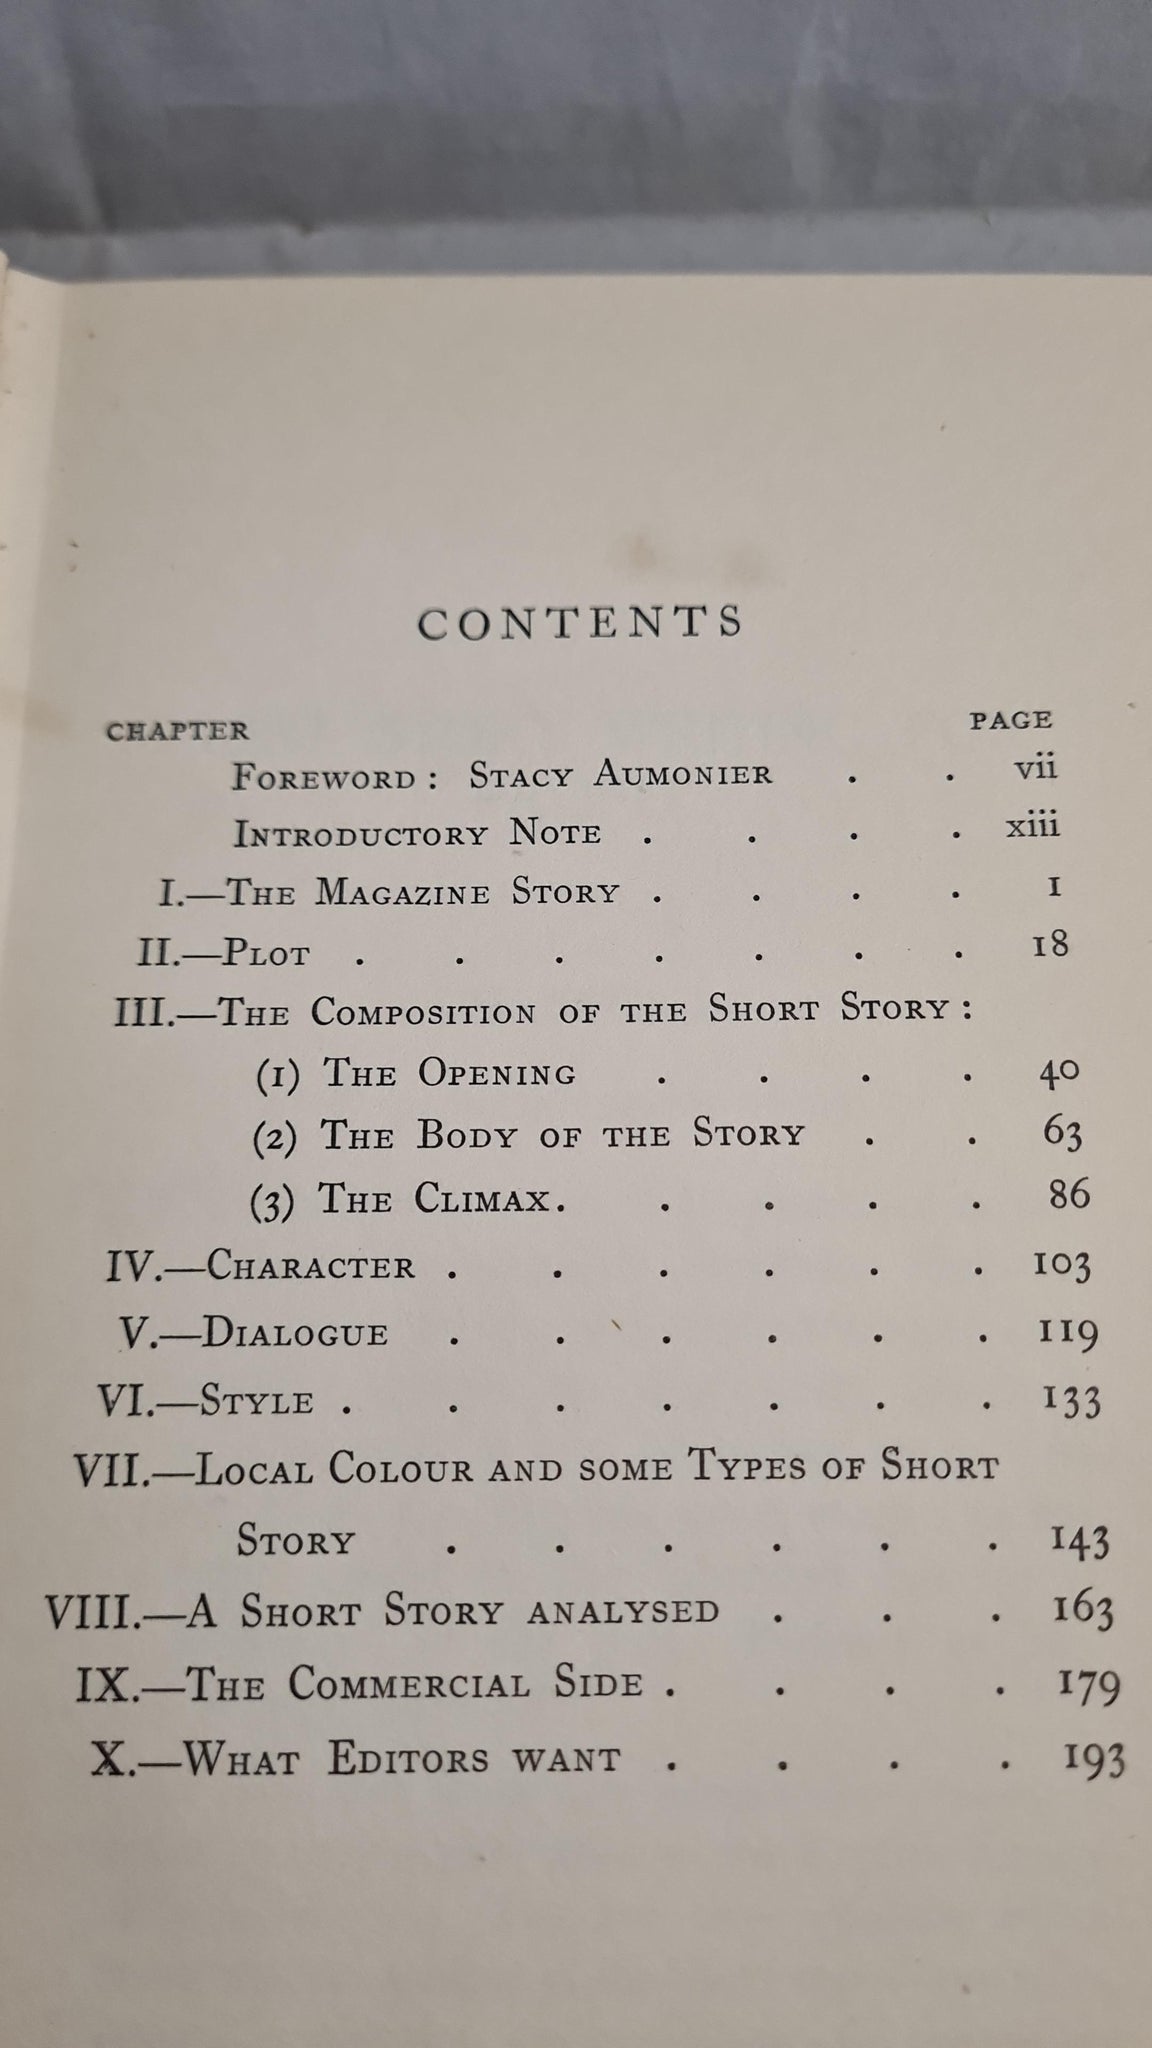 CONTENTS
CHAPTER PAGE
FOREWORD: STACY AUMONIER . . vii
INTRODUCTORY NOTE . . . . xiii
I.—THE MAGAZINE STORY . . . . 1
II.—PLOT . . . . . . . 18
III.—THE COMPOSITION OF THE SHORT STORY:
(1) THE OPENING . . . . 40
(2) THE BODY OF THE STORY . . 63
(3) THE CLIMAX . . . . . 86
IV.—CHARACTER . . . . . . 103
V.—DIALOGUE . . . . . . 119
VI.—STYLE . . . . . . . 133
VII.—LOCAL COLOUR AND SOME TYPES OF SHORT
STORY . . . . . . 143
VIII.—A SHORT STORY ANALYSED . . . 163
IX.—THE COMMERCIAL SIDE . . . . 179
X.—WHAT EDITORS WANT . . . . 193